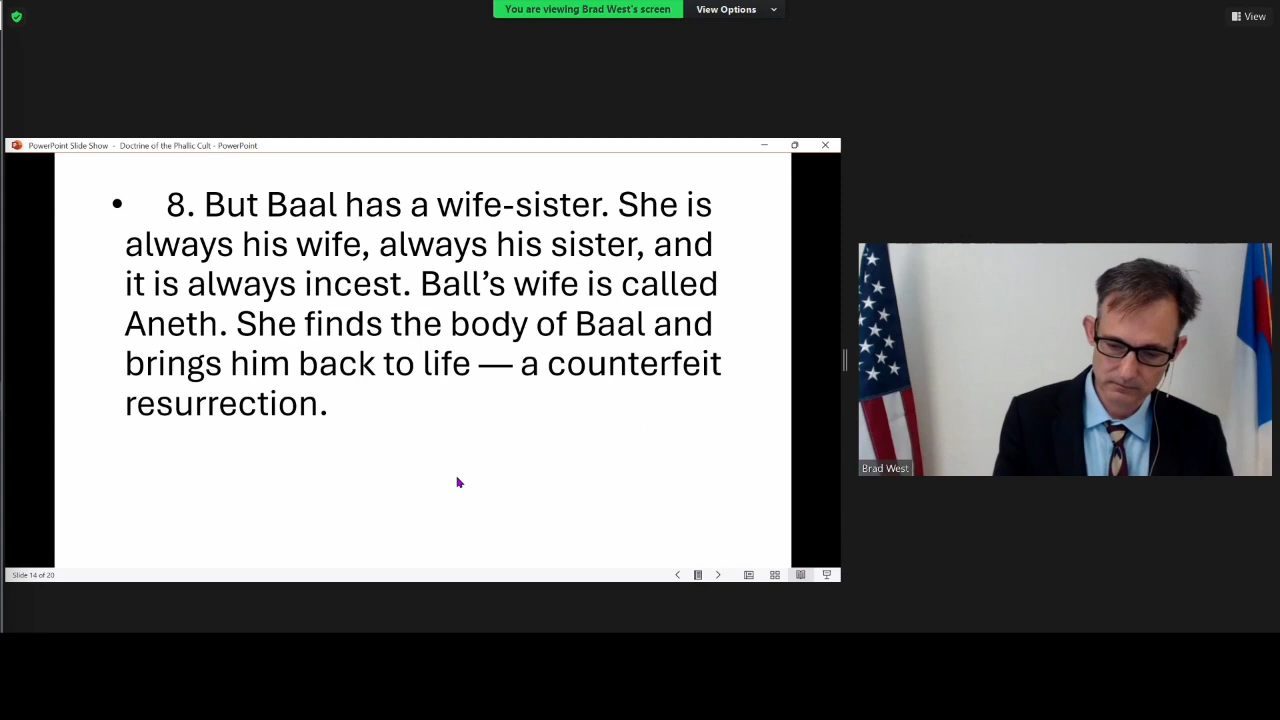 You are viewing Brad West's screen
View Options
View
PowerPoint Slide Show - Doctrine of the Phallic Cult - PowerPoint
• 8. But Baal has a wife-sister. She is
always his wife, always his sister, and
it is always incest. Ball’s wife is called
Aneth. She finds the body of Baal and
brings him back to life — a counterfeit
resurrection.
Brad West
Slide 14 of 20